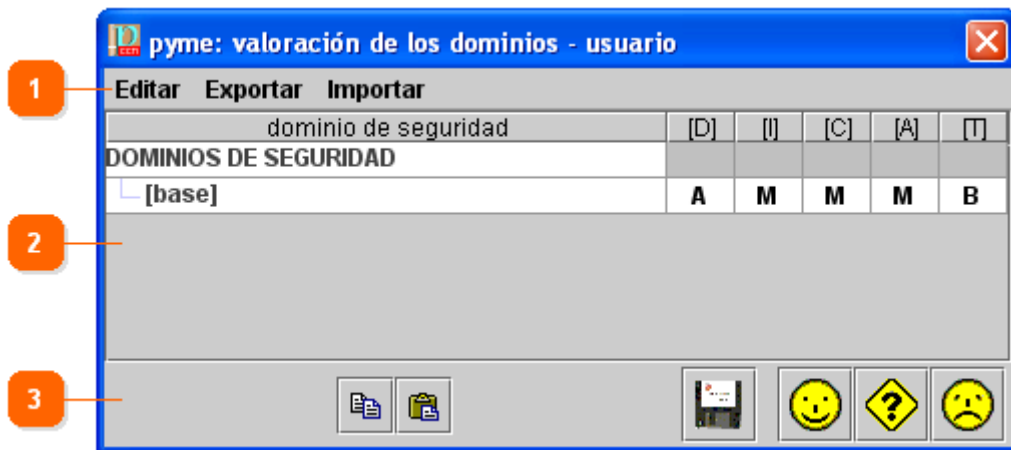 pyme: valoración de los dominios - usuario
1
Editar Exportar Importar
dominio de seguridad [D] [I] [C] [A] [T]
DOMINIOS DE SEGURIDAD
[base] A M M M B
2
3
?